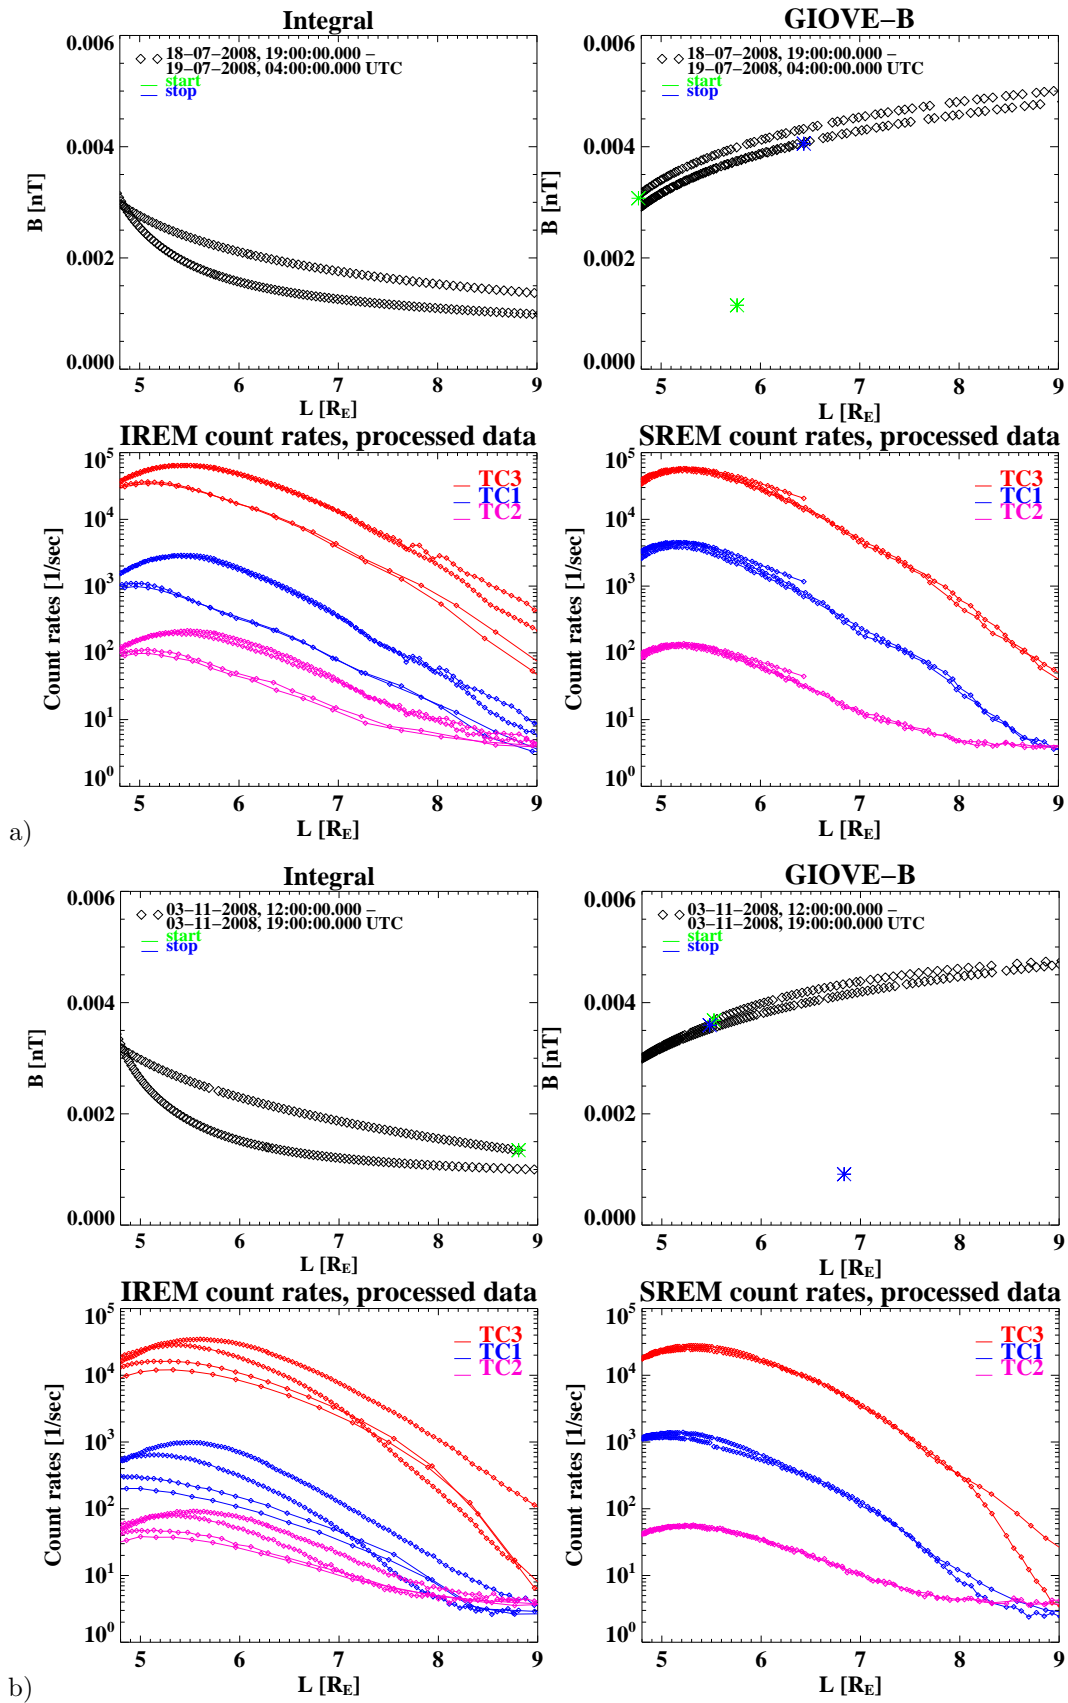 Integral
0.006
0.004
0.002
0.000
B [nT]
18-07-2008, 19:00:00.000 -
19-07-2008, 04:00:00.000 UTC
start
stop
5 6 7 8 9
L [R_E]
GIOVE-B
0.006
0.004
0.002
0.000
B [nT]
18-07-2008, 19:00:00.000 -
19-07-2008, 04:00:00.000 UTC
start
stop
5 6 7 8 9
L [R_E]
IREM count rates, processed data
10^5
10^4
10^3
10^2
10^1
10^0
Count rates [1/sec]
TC3
TC1
TC2
5 6 7 8 9
L [R_E]
SREM count rates, processed data
10^5
10^4
10^3
10^2
10^1
10^0
Count rates [1/sec]
TC3
TC1
TC2
5 6 7 8 9
L [R_E]
a)
Integral
0.006
0.004
0.002
0.000
B [nT]
03-11-2008, 12:00:00.000 -
03-11-2008, 19:00:00.000 UTC
start
stop
5 6 7 8 9
L [R_E]
GIOVE-B
0.006
0.004
0.002
0.000
B [nT]
03-11-2008, 12:00:00.000 -
03-11-2008, 19:00:00.000 UTC
start
stop
5 6 7 8 9
L [R_E]
IREM count rates, processed data
10^5
10^4
10^3
10^2
10^1
10^0
Count rates [1/sec]
TC3
TC1
TC2
5 6 7 8 9
L [R_E]
SREM count rates, processed data
10^5
10^4
10^3
10^2
10^1
10^0
Count rates [1/sec]
TC3
TC1
TC2
5 6 7 8 9
L [R_E]
b)